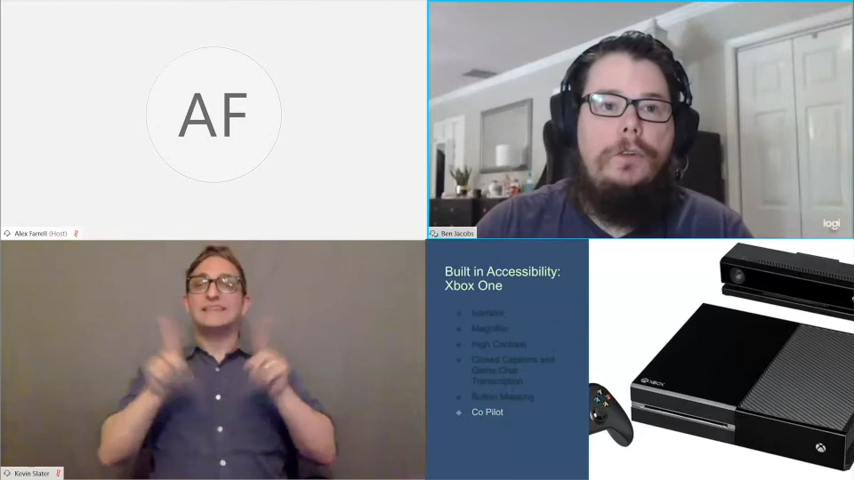 AF
Alex Farrell (Host)
logi
Ben Jacobs
Built in Accessibility:
Xbox One
Narrator
Magnifier
High Contrast
Closed Captions and
Game Chat
Transcription
Button Mapping
Co Pilot
XBOX
Kevin Slater